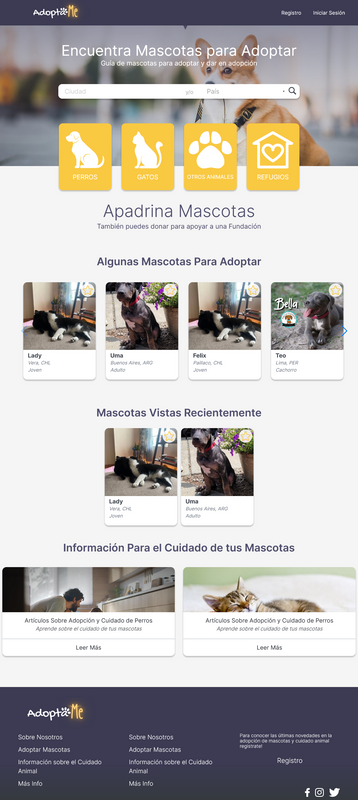 AdoptaMe
Registro
Iniciar Sesión
Encuentra Mascotas para Adoptar
Guía de mascotas para adoptar y dar en adopción
Ciudad
y/o
País
PERROS
GATOS
OTROS ANIMALES
REFUGIOS
Apadrina Mascotas
También puedes donar para apoyar a una Fundación
Algunas Mascotas Para Adoptar
Lady
Vera, CHL
Joven
Uma
Buenos Aires, ARG
Adulto
Felix
Paillaco, CHL
Joven
Bella
Teo
Lima, PER
Cachorro
Mascotas Vistas Recientemente
Lady
Vera, CHL
Joven
Uma
Buenos Aires, ARG
Adulto
Información Para el Cuidado de tus Mascotas
Artículos Sobre Adopción y Cuidado de Perros
Aprende sobre el cuidado de tus mascotas
Leer Más
Artículos Sobre Adopción y Cuidado de Perros
Aprende sobre el cuidado de tus mascotas
Leer Más
AdoptaMe
Sobre Nosotros
Adoptar Mascotas
Información sobre el Cuidado
Animal
Más Info
Sobre Nosotros
Adoptar Mascotas
Información sobre el Cuidado
Animal
Más Info
Para conocer las últimas novedades en la
adopción de mascotas y cuidado animal
registrate!
Registro